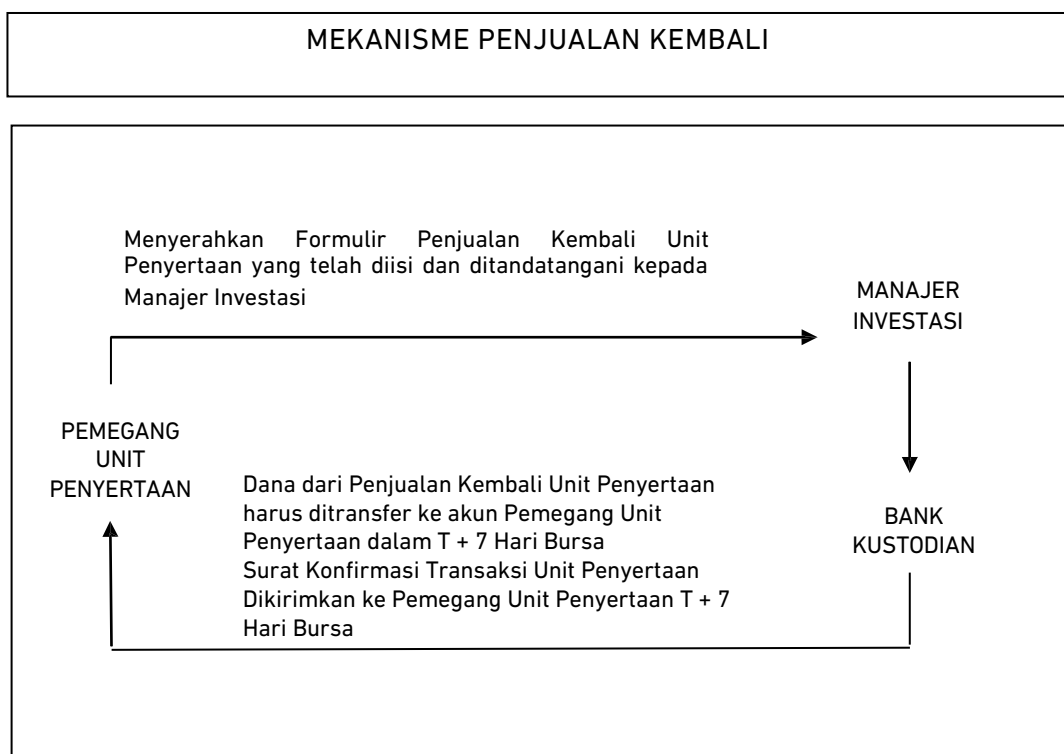 MEKANISME PENJUALAN KEMBALI
Menyerahkan Formulir Penjualan Kembali Unit
Penyertaan yang telah diisi dan ditandatangani kepada
Manajer Investasi
MANAJER
INVESTASI
PEMEGANG
UNIT
PENYERTAAN
Dana dari Penjualan Kembali Unit Penyertaan
harus ditransfer ke akun Pemegang Unit
Penyertaan dalam T + 7 Hari Bursa
Surat Konfirmasi Transaksi Unit Penyertaan
Dikirimkan ke Pemegang Unit Penyertaan T + 7
Hari Bursa
BANK
KUSTODIAN